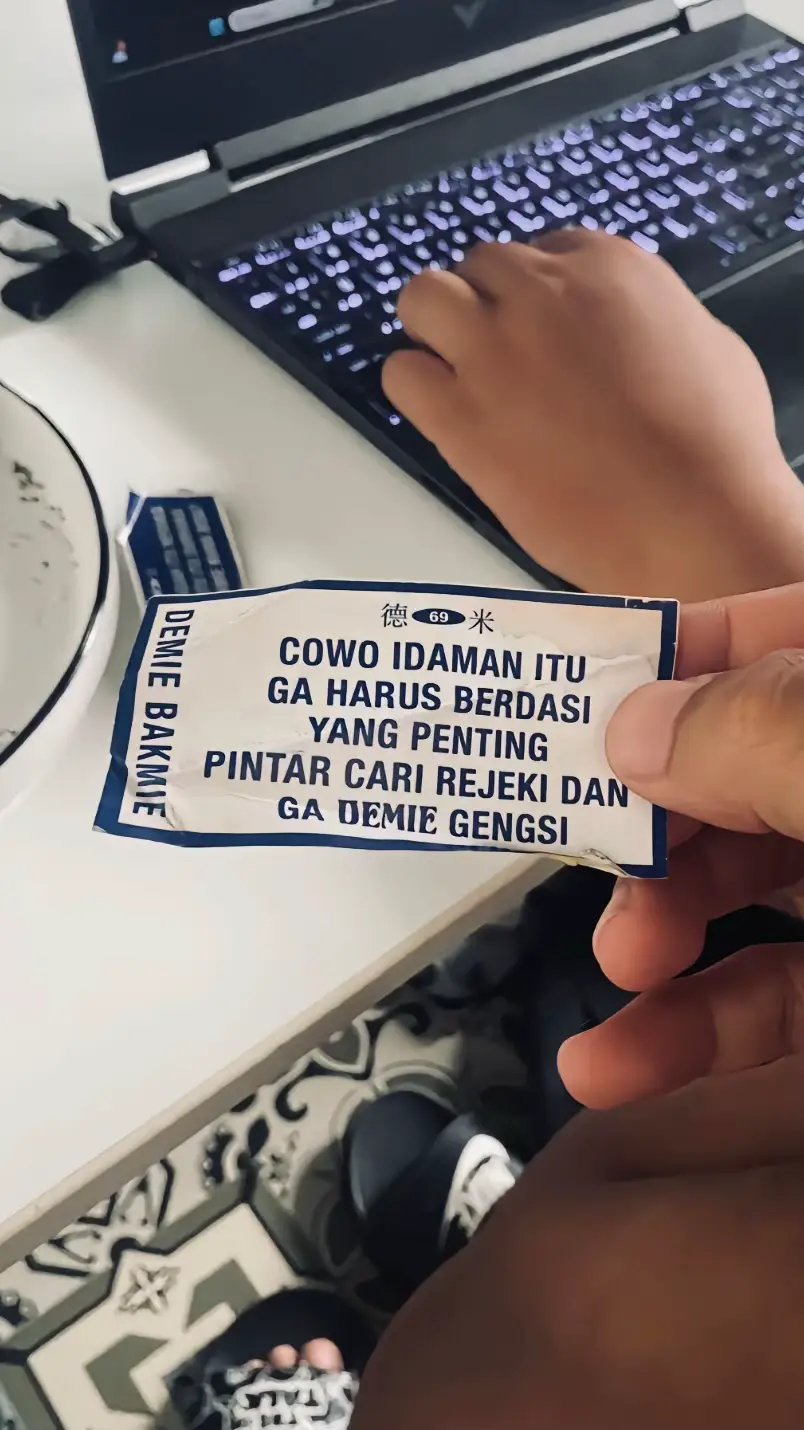 德 69 米
COWO IDAMAN ITU
GA HARUS BERDASI
YANG PENTING
PINTAR CARI REJEKI DAN
GA DEMIE GENGSI
DEMIE BAKMIE